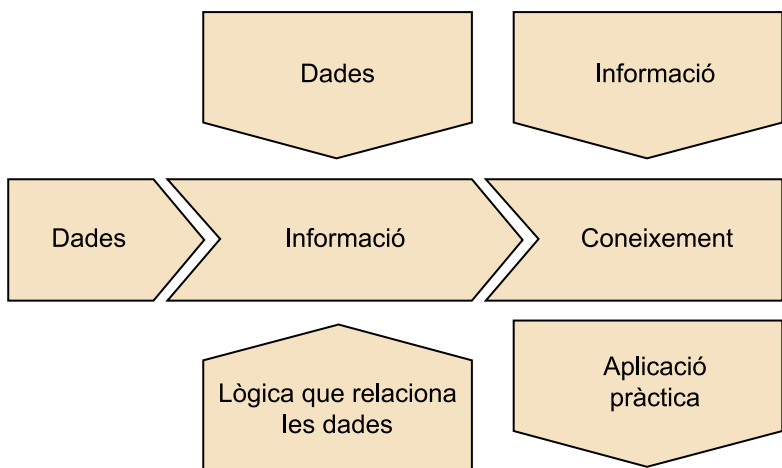 Dades
Informació
Dades
Informació
Coneixement
Lògica que relaciona
les dades
Aplicació
pràctica